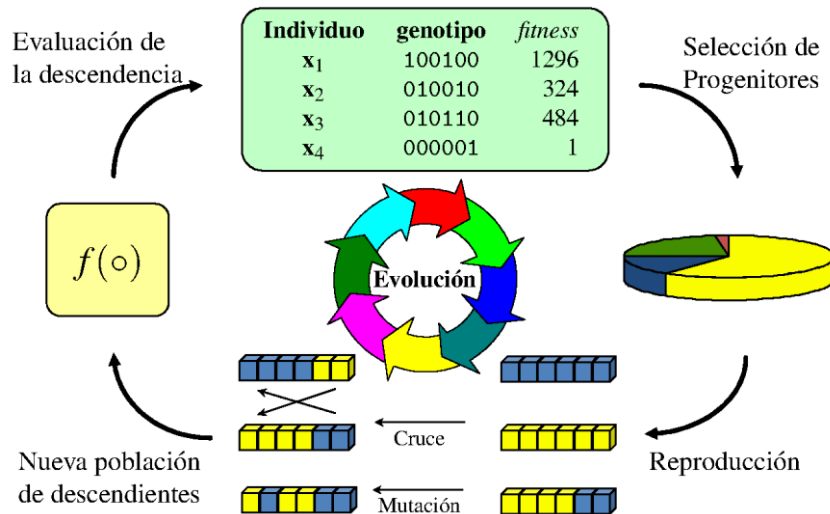 Evaluación de
la descendencia
Individuo genotipo fitness
x1 100100 1296
x2 010010 324
x3 010110 484
x4 000001 1
Selección de
Progenitores
f(∘)
Evolución
Cruce
Mutación
Reproducción
Nueva población
de descendientes